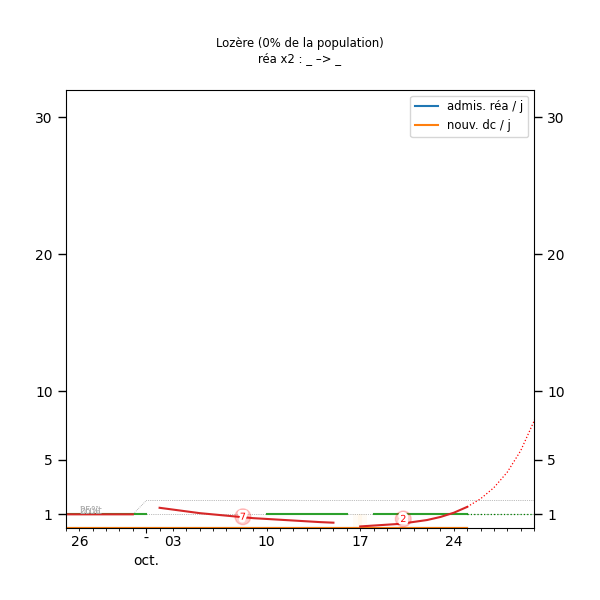 Lozère (0% de la population)
réa x2 : _ –> _
admis. réa / j
nouv. dc / j
30 30
20 20
10 10
5 5
1 1
7
2
26 - 03 10 17 24
oct.